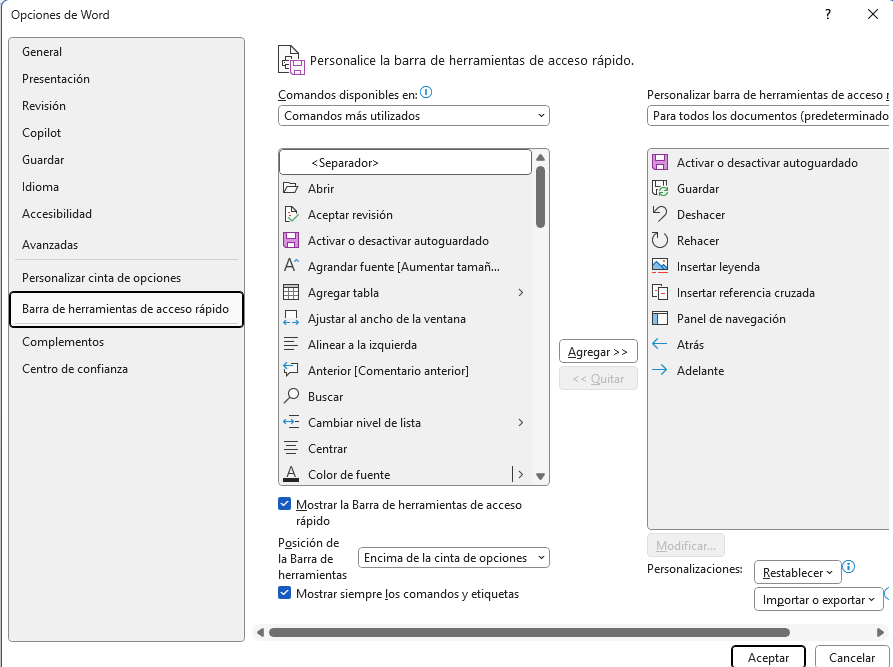 Opciones de Word
?
General
Presentación
Revisión
Copilot
Guardar
Idioma
Accesibilidad
Avanzadas
Personalizar cinta de opciones
Barra de herramientas de acceso rápido
Complementos
Centro de confianza
Personalice la barra de herramientas de acceso rápido.
Comandos disponibles en:
Comandos más utilizados
<Separador>
Abrir
Aceptar revisión
Activar o desactivar autoguardado
Agrandar fuente [Aumentar tamañ...
Agregar tabla
Ajustar al ancho de la ventana
Alinear a la izquierda
Anterior [Comentario anterior]
Buscar
Cambiar nivel de lista
Centrar
Color de fuente
Agregar >>
<< Quitar
Personalizar barra de herramientas de acceso
Para todos los documentos (predeterminado
Activar o desactivar autoguardado
Guardar
Deshacer
Rehacer
Insertar leyenda
Insertar referencia cruzada
Panel de navegación
Atrás
Adelante
Mostrar la Barra de herramientas de acceso
rápido
Posición de
la Barra de
herramientas
Encima de la cinta de opciones
Mostrar siempre los comandos y etiquetas
Modificar...
Personalizaciones:
Restablecer
Importar o exportar
Aceptar
Cancelar